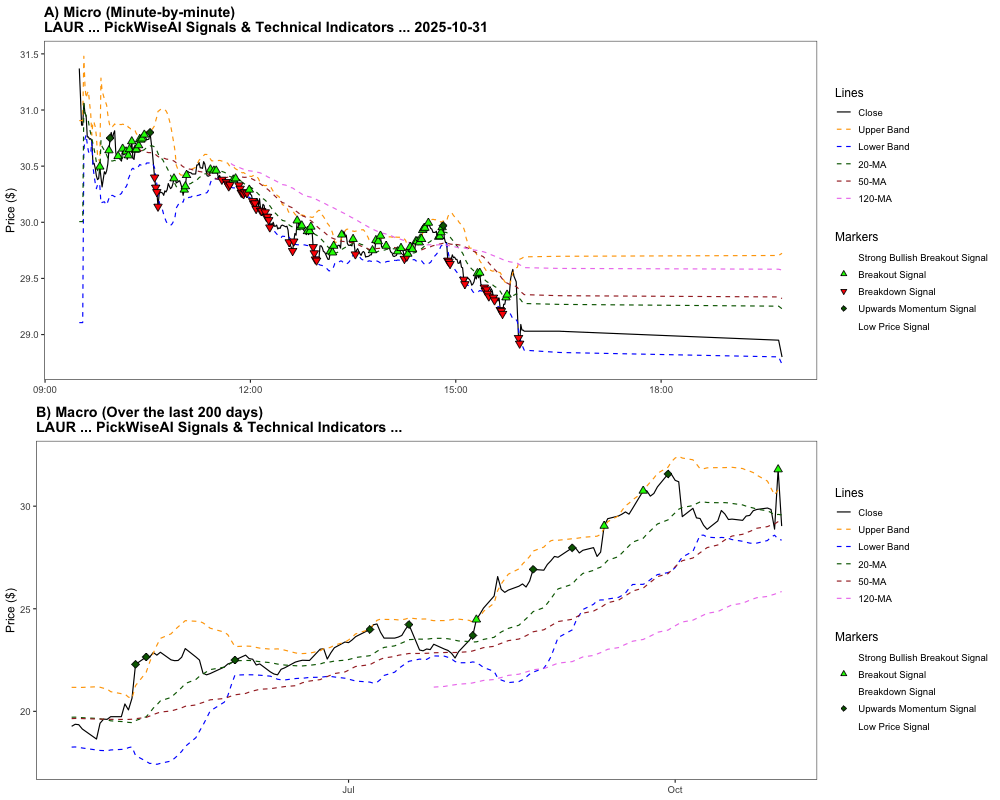 A) Micro (Minute-by-minute)
LAUR ... PickWiseAI Signals & Technical Indicators ... 2025-10-31
Price ($)
31.5
31.0
30.5
30.0
29.5
29.0
09:00
12:00
15:00
18:00
Lines
Close
Upper Band
Lower Band
20-MA
50-MA
120-MA
Markers
Strong Bullish Breakout Signal
Breakout Signal
Breakdown Signal
Upwards Momentum Signal
Low Price Signal
B) Macro (Over the last 200 days)
LAUR ... PickWiseAI Signals & Technical Indicators ...
Price ($)
30
25
20
Jul
Oct
Lines
Close
Upper Band
Lower Band
20-MA
50-MA
120-MA
Markers
Strong Bullish Breakout Signal
Breakout Signal
Breakdown Signal
Upwards Momentum Signal
Low Price Signal